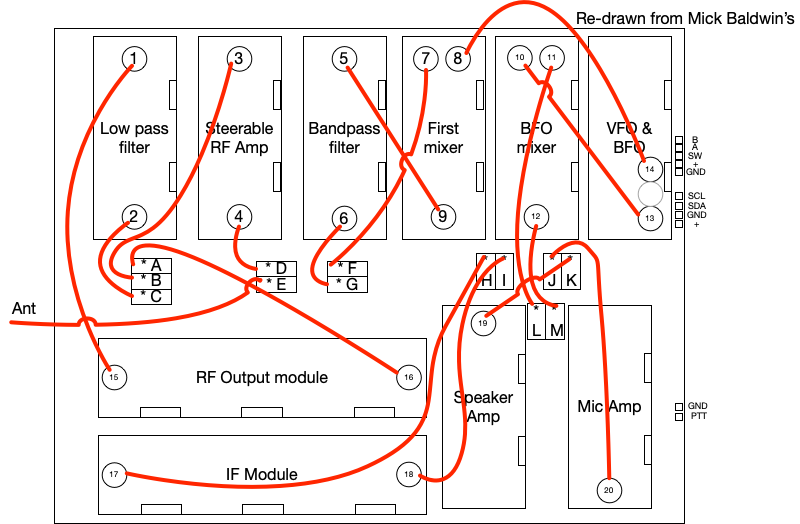 Re-drawn from Mick Baldwin's
1
3
5
7
8
10
11
Low pass
filter
Steerable
RF Amp
Bandpass
filter
First
mixer
BFO
mixer
VFO &
BFO
B
A
SW
+
GND
14
SCL
SDA
GND
+
13
2
4
6
9
12
* A
* B
* C
* D
* E
* F
* G
* *
H I
* *
J K
Ant
* *
L M
19
15
RF Output module
16
Speaker
Amp
Mic Amp
GND
PTT
17
IF Module
18
20